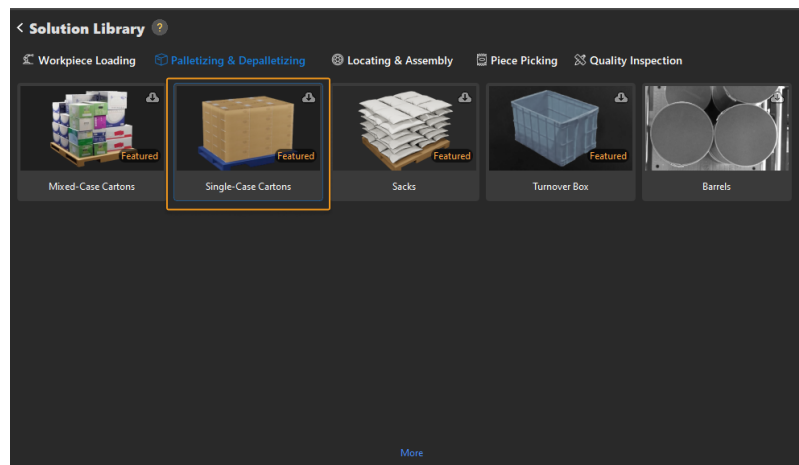 < Solution Library ?
Workpiece Loading Palletizing & Depalletizing Locating & Assembly Piece Picking Quality Inspection
Featured Featured Featured Featured
Mixed-Case Cartons Single-Case Cartons Sacks Turnover Box Barrels
More